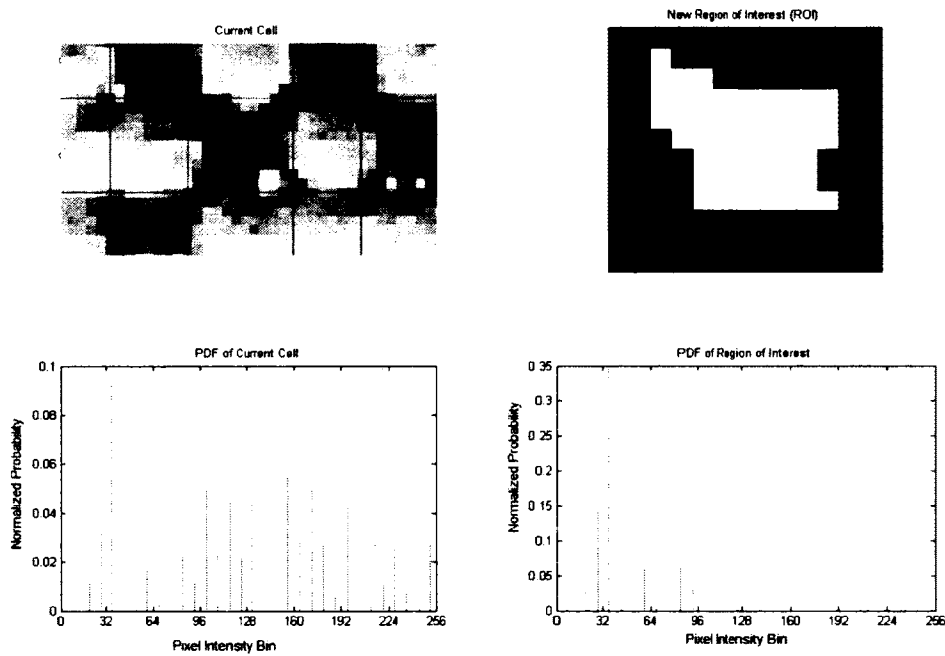 Current Cell
New Region of Interest (ROI)
PDF of Current Cell
0.1
0.08
0.06
0.04
0.02
0
Normalized Probability
0 32 64 96 128 160 192 224 256
Pixel Intensity Bin
PDF of Region of Interest
0.35
0.3
0.25
0.2
0.15
0.1
0.05
0
Normalized Probability
0 32 64 96 128 160 192 224 256
Pixel Intensity Bin